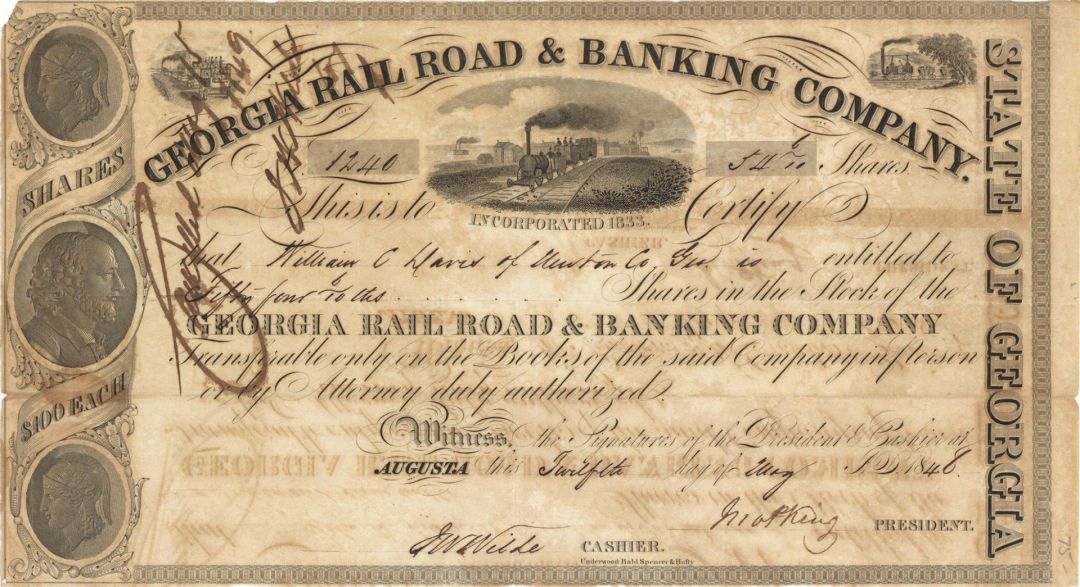 GEORGIA RAIL ROAD & BANKING COMPANY.
1240
54 Shares.
INCORPORATED 1833.
This is to Certify
that William C Davis of Newton Co, Geo is entitled to
Fifty four Shares in the Stock of the
GEORGIA RAIL ROAD & BANKING COMPANY
Transferable only on the Books of the said Company in person
or by Attorney duly authorized.
Witness, the Signatures of the President & Cashier at
AUGUSTA this Twelfth day of May A.D. 1848
PRESIDENT.
CASHIER.
Underwood Bald Spencer & Hufty
SHARES
$100 EACH
STATE OF GEORGIA
75